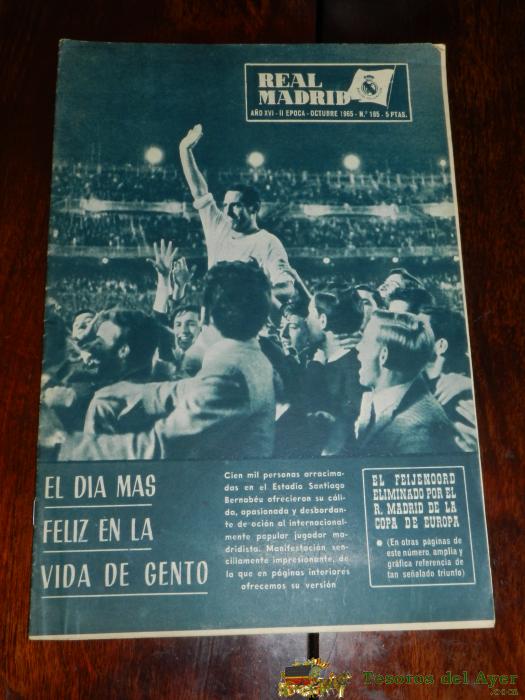 REAL
MADRID
AÑO XVI - II EPOCA - OCTUBRE 1965 - N.º 185 - 5 PTAS.
EL DIA MAS
FELIZ EN LA
VIDA DE GENTO
Cien mil personas arracima-
das en el Estadio Santiago
Bernabéu ofrecieron su cáli-
da, apasionada y desbordan-
te de oción al internacional-
mente popular jugador ma-
dridista. Manifestación sen-
cillamente impresionante, de
la que en páginas interiores
ofrecemos su versión
EL FEIJENOORD
ELIMINADO POR EL
R. MADRID DE LA
COPA DE EUROPA
(En otras páginas de
este número, amplia y
gráfica referencia de
tan señalado triunfo)
Tesoros del Ayer